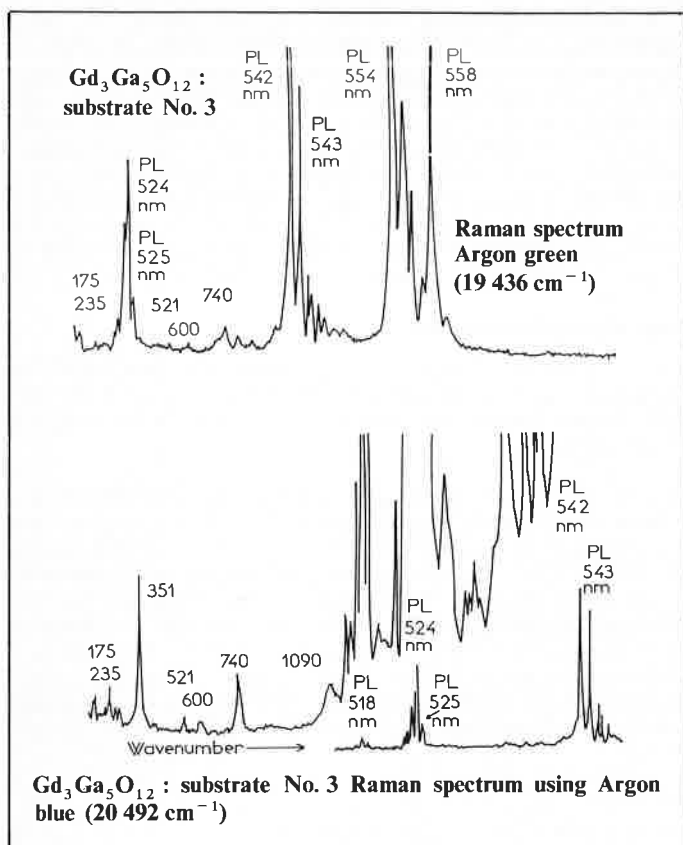 Gd₃Ga₅O₁₂ :
substrate No. 3
PL
542
nm
PL
543
nm
PL
554
nm
PL
558
nm
PL
524
nm
PL
525
nm
175
235
521
600
740
Raman spectrum
Argon green
(19 436 cm⁻¹)
175
235
351
521
600
740
1090
PL
518
nm
PL
524
nm
PL
525
nm
PL
542
nm
PL
543
nm
Wavenumber
Gd₃Ga₅O₁₂ : substrate No. 3 Raman spectrum using Argon
blue (20 492 cm⁻¹)